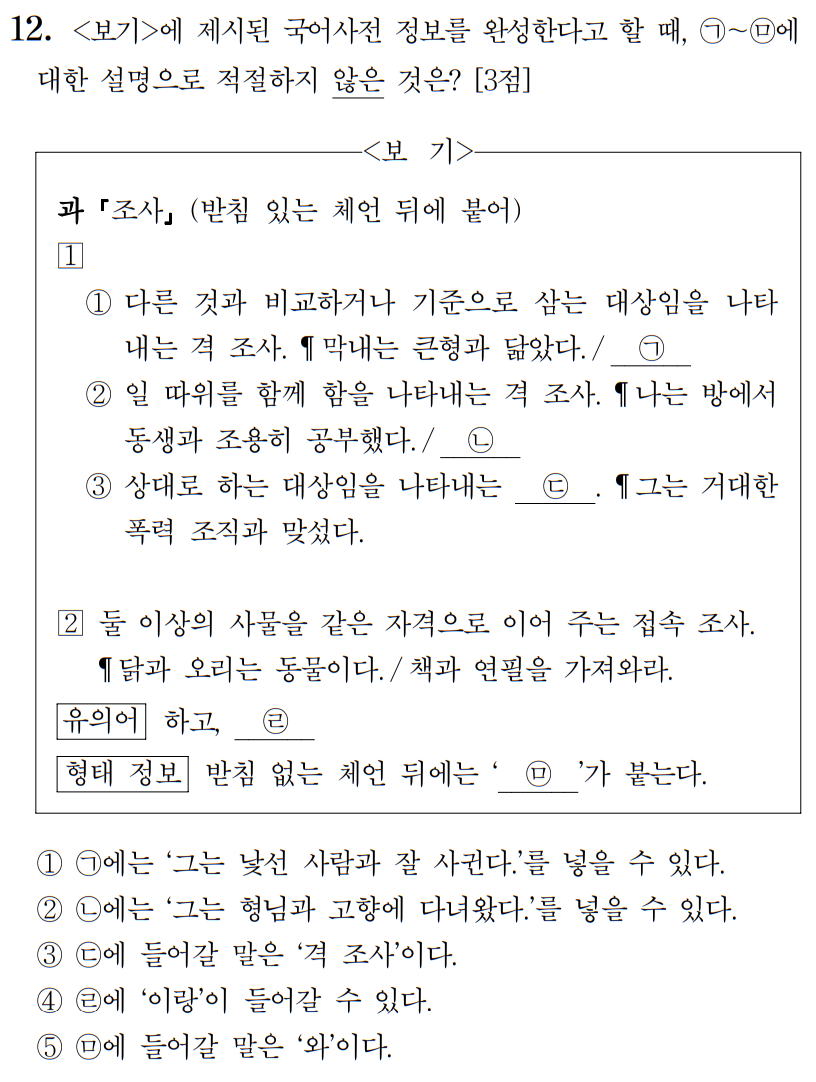 12. <보기>에 제시된 국어사전 정보를 완성한다고 할 때, ㉠~㉤에
대한 설명으로 적절하지 않은 것은? [3점]
<보 기>
과 「조사」 (받침 있는 체언 뒤에 붙어)
1
① 다른 것과 비교하거나 기준으로 삼는 대상임을 나타
내는 격 조사. ¶막내는 큰형과 닮았다. / ㉠
② 일 따위를 함께 함을 나타내는 격 조사. ¶나는 방에서
동생과 조용히 공부했다. / ㉡
③ 상대로 하는 대상임을 나타내는 ㉢. ¶그는 거대한
폭력 조직과 맞섰다.
2 둘 이상의 사물을 같은 자격으로 이어 주는 접속 조사.
¶닭과 오리는 동물이다. / 책과 연필을 가져와라.
유의어 하고, ㉣
형태 정보 받침 없는 체언 뒤에는 ‘ ㉤ ’가 붙는다.
① ㉠에는 ‘그는 낯선 사람과 잘 사귄다.’를 넣을 수 있다.
② ㉡에는 ‘그는 형님과 고향에 다녀왔다.’를 넣을 수 있다.
③ ㉢에 들어갈 말은 ‘격 조사’이다.
④ ㉣에 ‘이랑’이 들어갈 수 있다.
⑤ ㉤에 들어갈 말은 ‘와’이다.